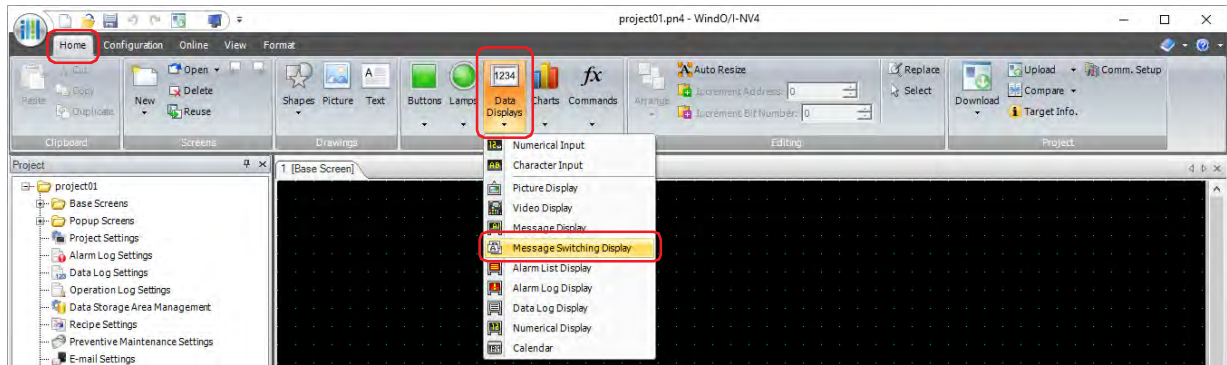 project01.pn4 - WindO/I-NV4
Home Configuration Online View Format
Paste Cut Copy Duplicate
New Open Delete Reuse
Shapes Picture Text
Buttons Lamps Data Displays Charts Commands
1234
fx
Arrange Auto Resize
Increment Address: 0
Increment Bit Number: 0
Replace
Select
Download Upload Compare Target Info.
Comm. Setup
Clipboard Screens Drawings Editing Project
Project
1 [Base Screen]
project01
Base Screens
Popup Screens
Project Settings
Alarm Log Settings
Data Log Settings
Operation Log Settings
Data Storage Area Management
Recipe Settings
Preventive Maintenance Settings
E-mail Settings
Numerical Input
Character Input
Picture Display
Video Display
Message Display
Message Switching Display
Alarm List Display
Alarm Log Display
Data Log Display
Numerical Display
Calendar